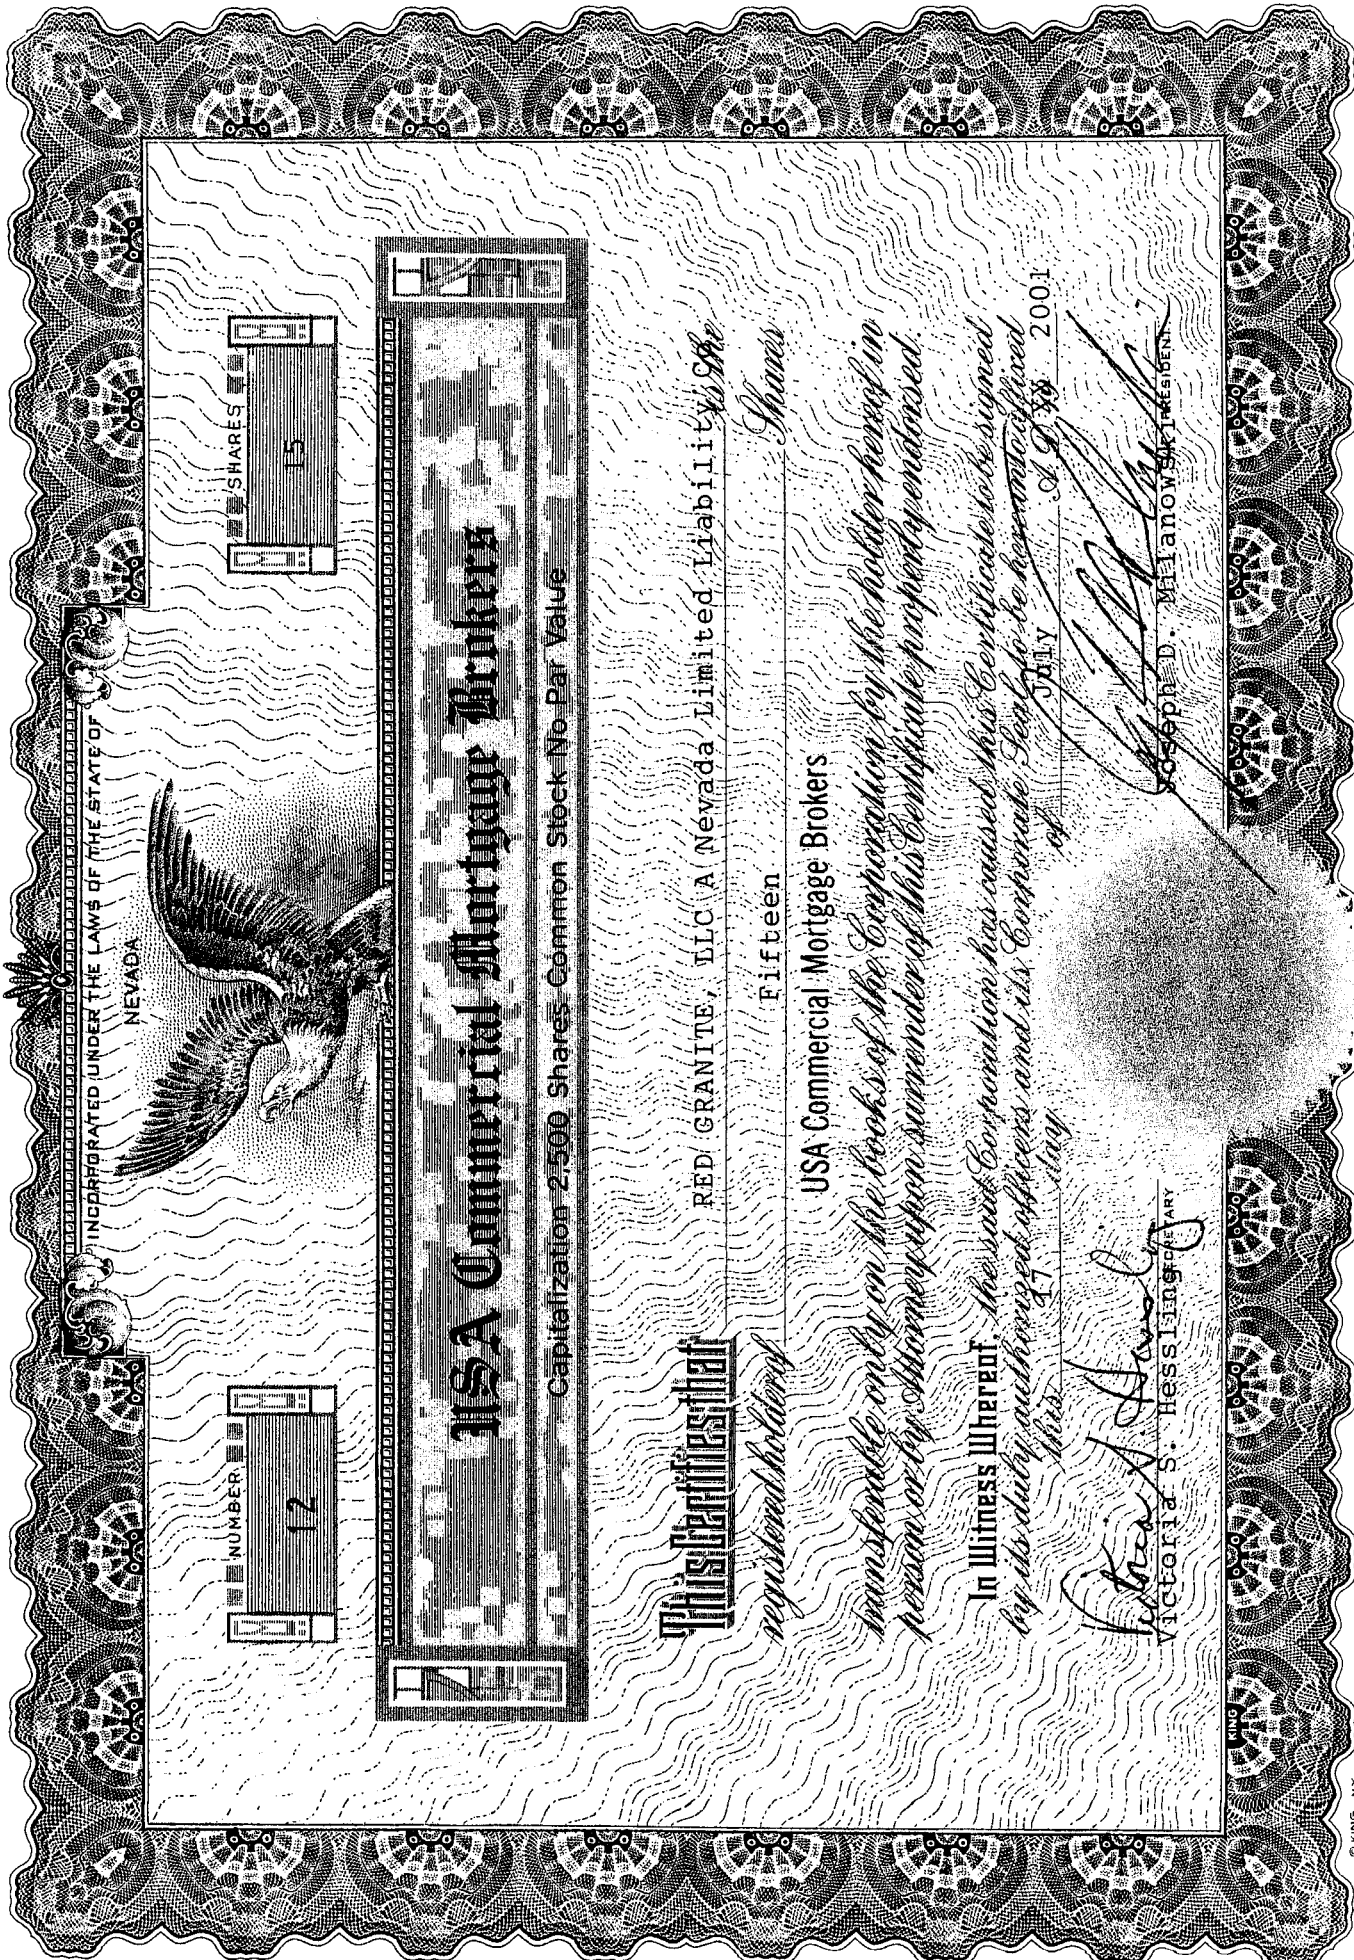 INCORPORATED UNDER THE LAWS OF THE STATE OF
NEVADA
NUMBER
12
SHARES
15
USA Commercial Mortgage Brokers
Capitalization 2,500 Shares Common Stock No Par Value
This Certifies that RED GRANITE, LLC A Nevada Limited Liability Co. is the
registered holder of Fifteen Shares
USA Commercial Mortgage Brokers
transferable only on the books of the Corporation by the holder hereof in
person or by Attorney upon surrender of this Certificate properly endorsed.
In Witness Whereof, the said Corporation has caused this Certificate to be signed
by its duly authorized officers and its Corporate Seal to be hereunto affixed
this 17 day of July A.D. 2001
Victoria S. Hessling SECRETARY
Joseph D. Milanowski PRESIDENT
KING
© KING, NY